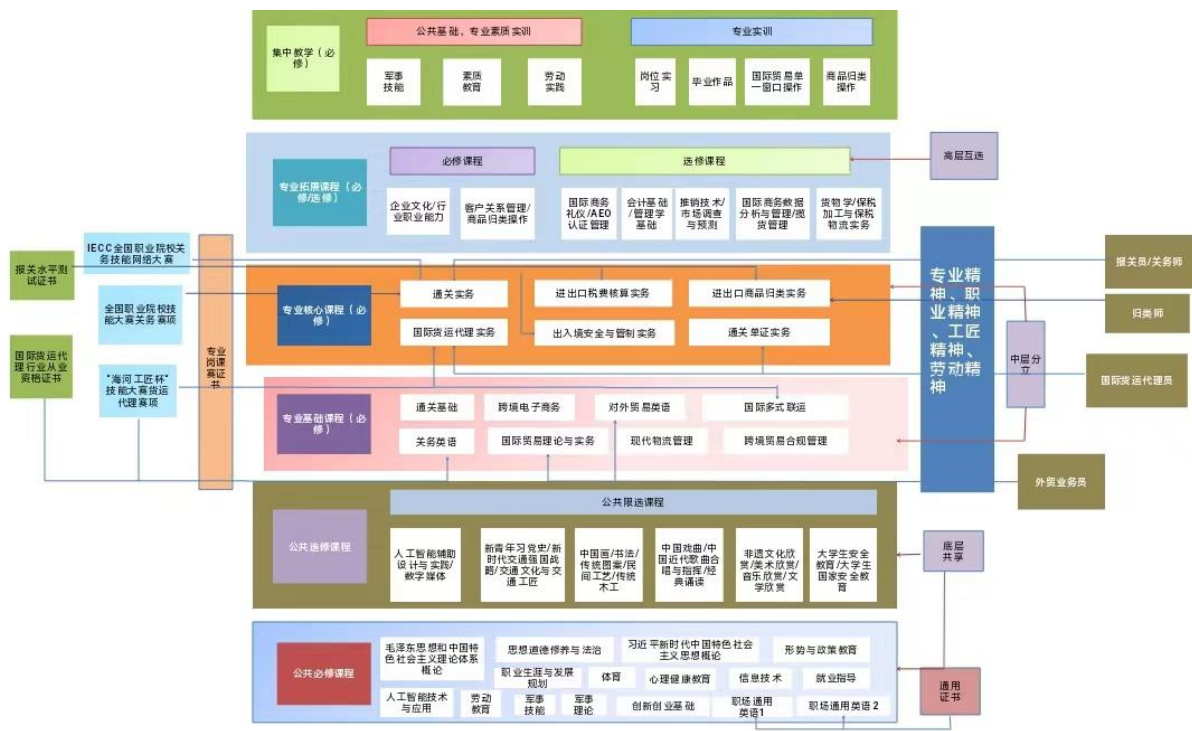 集中教学（必
修）
公共基础、专业素质实训
专业实训
军事
技能
素质
教育
劳动
实践
岗位实
习
毕业作品
国际贸易单
一窗口操作
商品归类
操作
专业拓展课程（必
修/选修）
必修课程
选修课程
高层互选
企业文化/行
业职业能力
客户关系管理/
商品归类操作
国际商务
礼仪/AEO
认证管理
会计基础
/管理学
基础
推销技术/
市场调查
与预测
国际商务数据
分析与管理/揽
货管理
货物学/保税
加工与保税
物流实务
报关水平测
试证书
国际货运代
理行业从业
资格证书
IECC全国职业院校关
务技能网络大赛
全国职业院校技
能大赛关务赛项
“海河工匠杯”
技能大赛货运
代理赛项
专业
岗课
赛证
书
专业核心课程（必
修）
通关实务
进出口税费核算实务
进出口商品归类实务
国际货运代理实务
出入境安全与管制实务
通关单证实务
专业基础课程（必
修）
通关基础
跨境电子商务
对外贸易英语
国际多式联运
关务英语
国际贸易理论与实务
现代物流管理
跨境贸易合规管理
专业精
神、职
业精神
、工匠
精神、
劳动精
神
中层分
立
报关员/关务师
归类师
国际货运代理员
外贸业务员
公共选修课程
公共限选课程
人工智能辅助
设计与实践/
数字媒体
新青年习党史/新
时代交通强国战
略/交通文化与交
通工匠
中国画/书法/
传统图案/民
间工艺/传统
木工
中国戏曲/中
国近代歌曲合
唱与指挥/经
典诵读
非遗文化欣
赏/美术欣赏/
音乐欣赏/文
学欣赏
大学生安全
教育/大学生
国家安全教
育
底层
共享
公共必修课程
毛泽东思想和中国特
色社会主义理论体系
概论
思想道德修养与法治
习近平新时代中国特色社会
主义思想概论
形势与政策教育
职业生涯与发展
规划
体育
心理健康教育
信息技术
就业指导
人工智能技术
与应用
劳动
教育
军事
技能
军事
理论
创新创业基础
职场通用
英语1
职场通用英语2
通用
证书